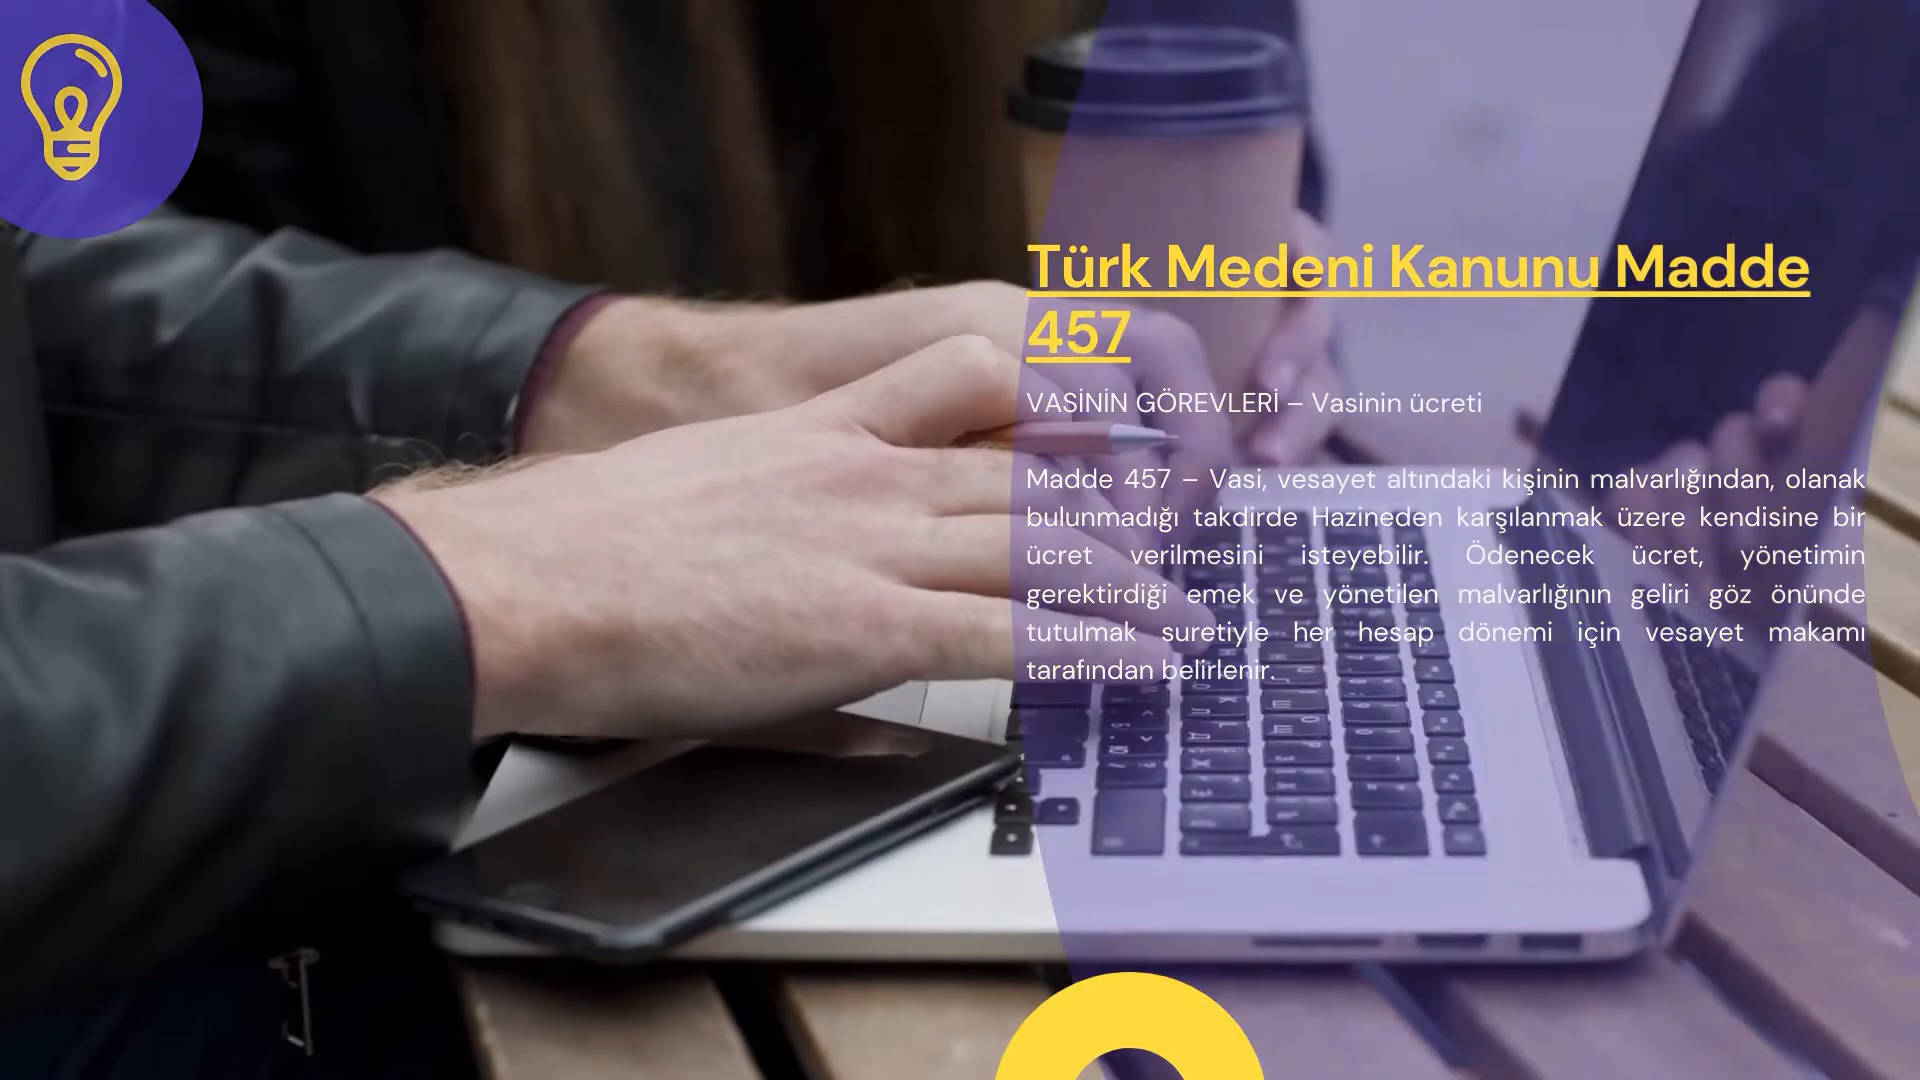 Türk Medeni Kanunu Madde
457
VASİNİN GÖREVLERİ – Vasinin ücreti
Madde 457 – Vasi, vesayet altındaki kişinin malvarlığından, olanak
bulunmadığı takdirde Hazineden karşılanmak üzere kendisine bir
ücret verilmesini isteyebilir. Ödenecek ücret, yönetimin
gerektirdiği emek ve yönetilen malvarlığının geliri göz önünde
tutulmak suretiyle her hesap dönemi için vesayet makamı
tarafından belirlenir.